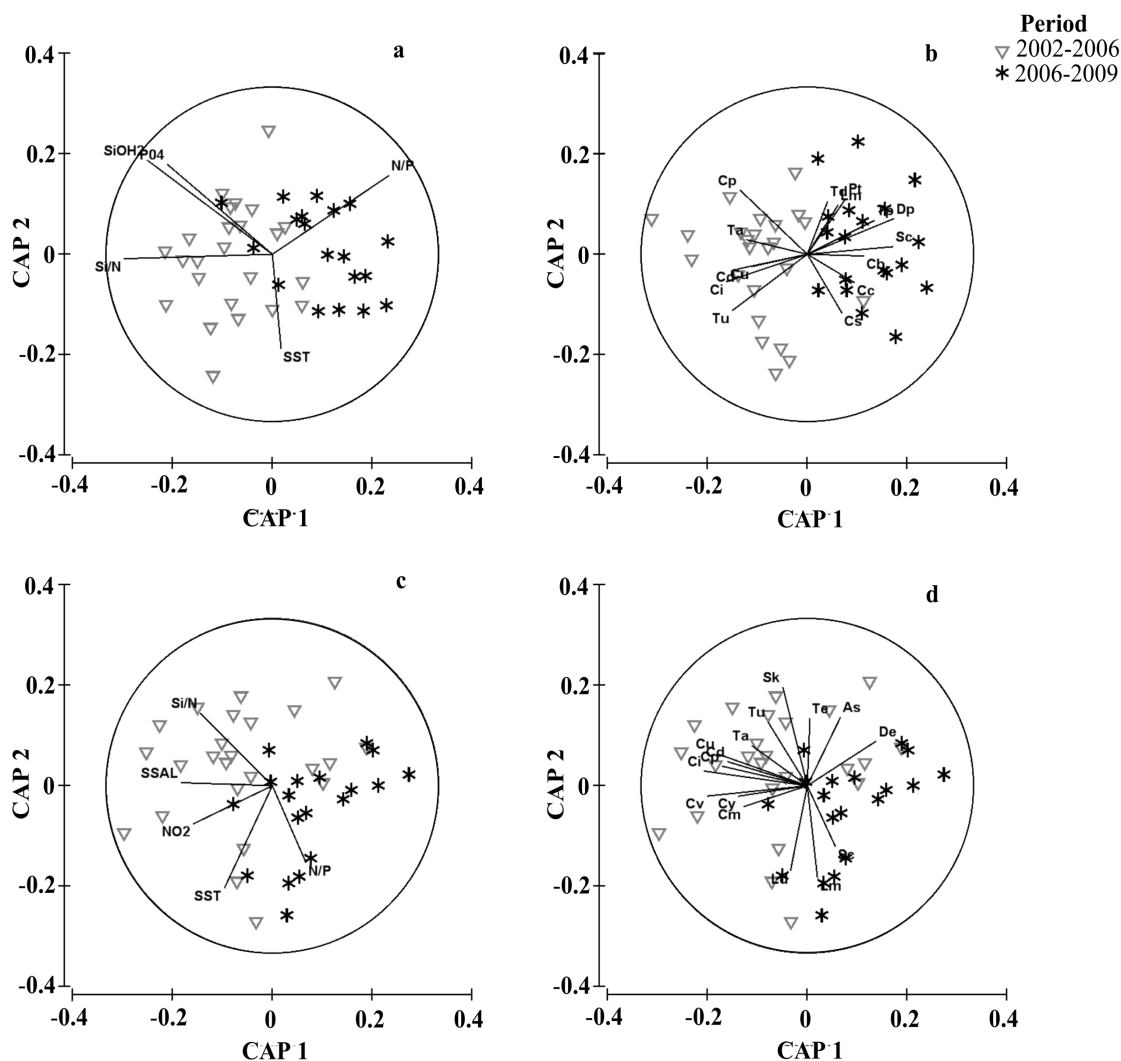 Period
2002-2006
2006-2009
a
0.4
0.2
0
-0.2
-0.4
CAP 2
SiOH2
P04
N/P
Si/N
SST
-0.4
-0.2
0
0.2
0.4
CAP 1
b
0.4
0.2
0
-0.2
-0.4
CAP 2
Cp
Pt
Lm
Dp
Ta
Sc
Cb
Cd
Cu
Ci
Cc
Tu
Cs
-0.4
-0.2
0
0.2
0.4
CAP 1
c
0.4
0.2
0
-0.2
-0.4
CAP 2
Si/N
SSAL
NO2
N/P
SST
-0.4
-0.2
0
0.2
0.4
CAP 1
d
0.4
0.2
0
-0.2
-0.4
CAP 2
Sk
Tu
Te
As
Ta
De
Cu
Cd
Cp
Ci
Cv
Cy
Cm
Lm
-0.4
-0.2
0
0.2
0.4
CAP 1